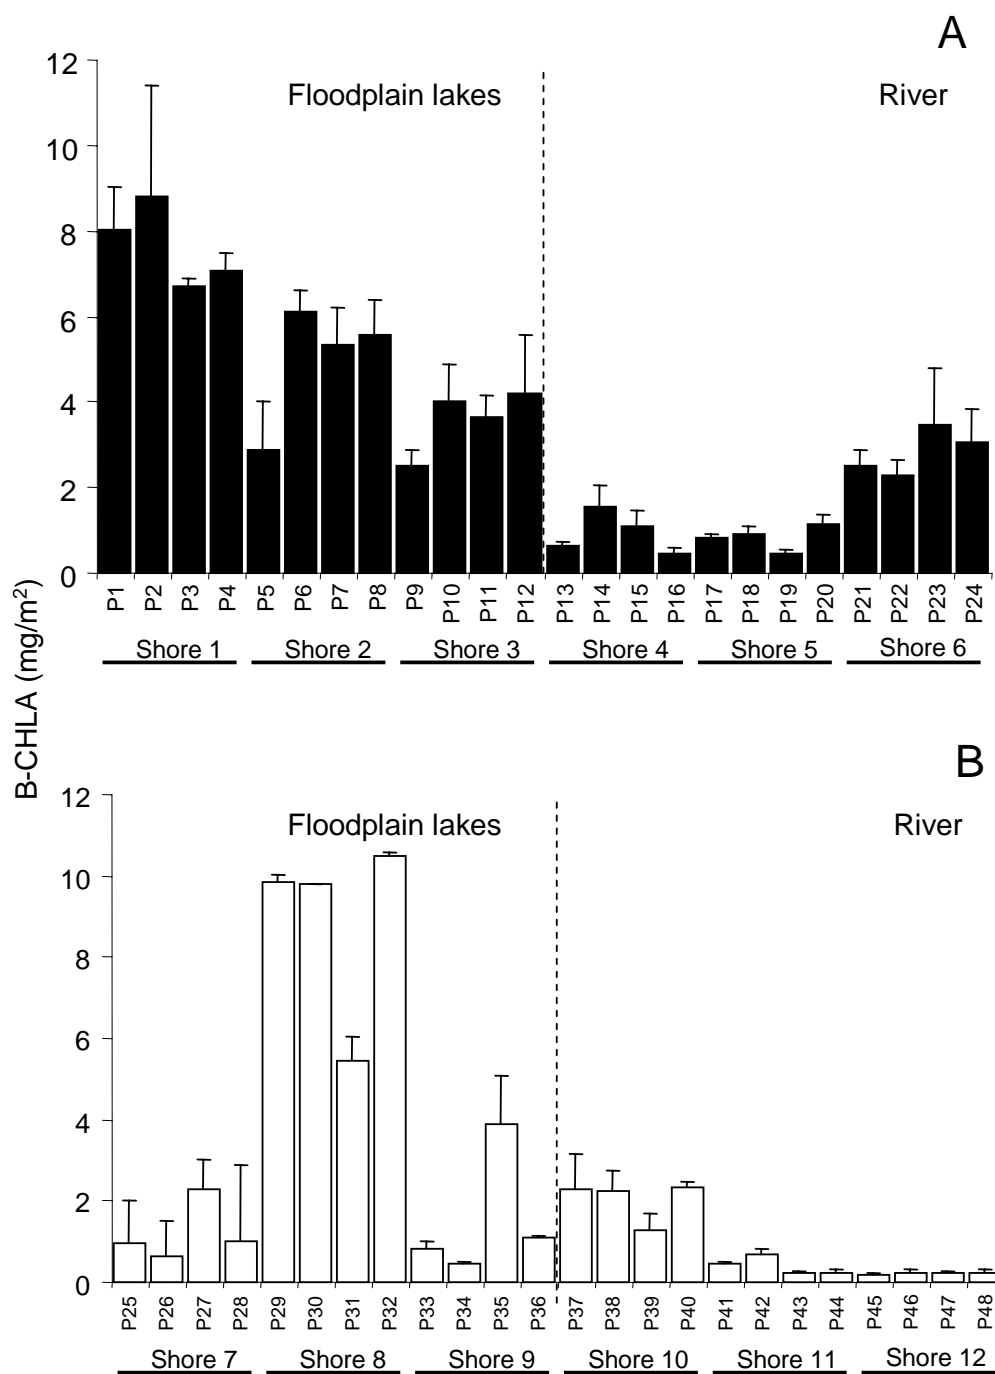 A
12
Floodplain lakes
River
10
8
6
4
2
0
P1 P2 P3 P4 P5 P6 P7 P8 P9 P10 P11 P12 P13 P14 P15 P16 P17 P18 P19 P20 P21 P22 P23 P24
Shore 1 Shore 2 Shore 3 Shore 4 Shore 5 Shore 6
B-CHLA (mg/m²)
B
12
Floodplain lakes
River
10
8
6
4
2
0
P25 P26 P27 P28 P29 P30 P31 P32 P33 P34 P35 P36 P37 P38 P39 P40 P41 P42 P43 P44 P45 P46 P47 P48
Shore 7 Shore 8 Shore 9 Shore 10 Shore 11 Shore 12